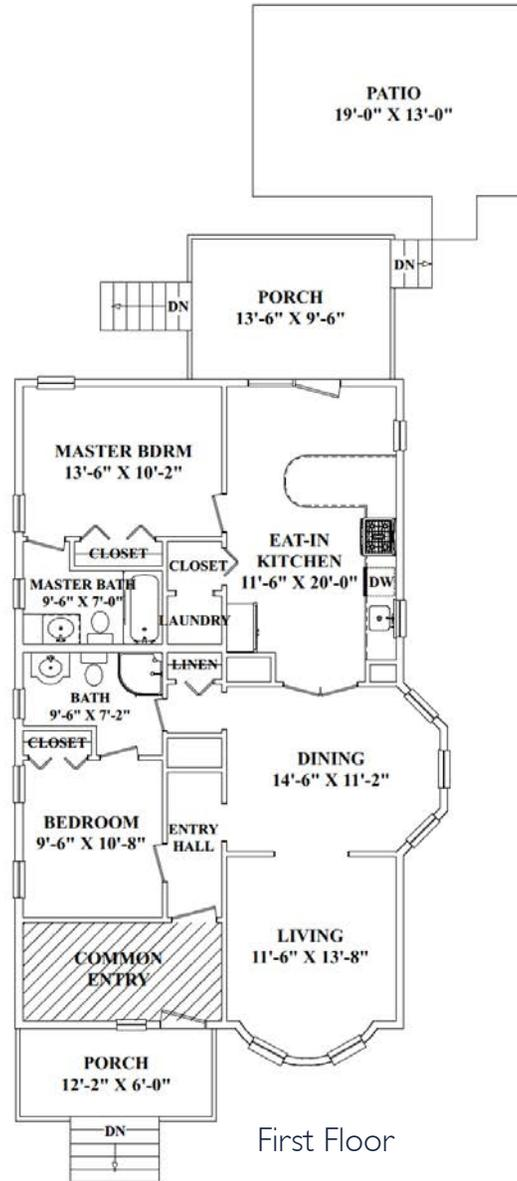 PATIO
19'-0" X 13'-0"
DN
DN
PORCH
13'-6" X 9'-6"
MASTER BDRM
13'-6" X 10'-2"
CLOSET
CLOSET
EAT-IN
KITCHEN
11'-6" X 20'-0"
MASTER BATH
9'-6" X 7'-0"
DW
LAUNDRY
LINEN
BATH
9'-6" X 7'-2"
CLOSET
DINING
14'-6" X 11'-2"
BEDROOM
9'-6" X 10'-8"
ENTRY
HALL
LIVING
11'-6" X 13'-8"
COMMON
ENTRY
PORCH
12'-2" X 6'-0"
DN
First Floor